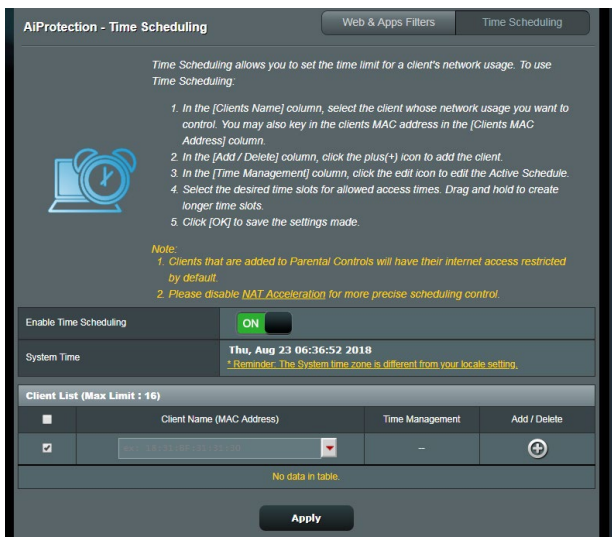 AiProtection - Time Scheduling
Web & Apps Filters
Time Scheduling
Time Scheduling allows you to set the time limit for a client's network usage. To use
Time Scheduling:
1. In the [Clients Name] column, select the client whose network usage you want to
control. You may also key in the clients MAC address in the [Clients MAC
Address] column.
2. In the [Add / Delete] column, click the plus(+) icon to add the client.
3. In the [Time Management] column, click the edit icon to edit the Active Schedule.
4. Select the desired time slots for allowed access times. Drag and hold to create
longer time slots.
5. Click [OK] to save the settings made.
Note:
1. Clients that are added to Parental Controls will have their internet access restricted
by default.
2. Please disable NAT Acceleration for more precise scheduling control.
Enable Time Scheduling
ON
System Time
Thu, Aug 23 06:36:52 2018
* Reminder: The System time zone is different from your locale setting.
Client List (Max Limit : 16)
Client Name (MAC Address)
Time Management
Add / Delete
ex:
--
No data in table.
Apply